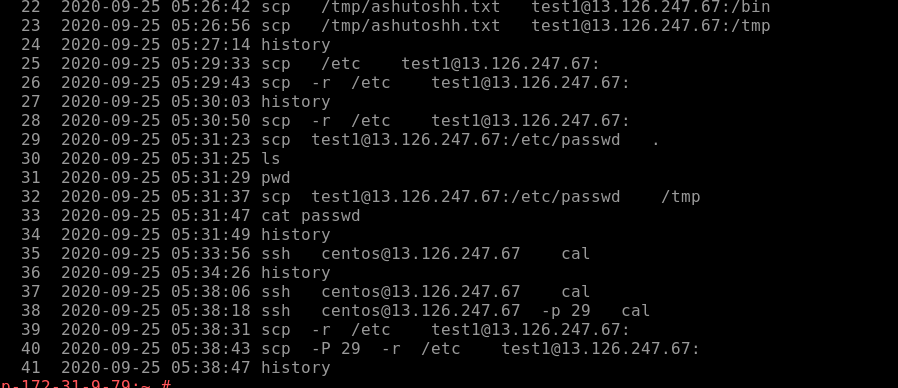 22 2020-09-25 05:26:42 scp /tmp/ashutoshh.txt test1@13.126.247.67:/bin
23 2020-09-25 05:26:56 scp /tmp/ashutoshh.txt test1@13.126.247.67:/tmp
24 2020-09-25 05:27:14 history
25 2020-09-25 05:29:33 scp /etc test1@13.126.247.67:
26 2020-09-25 05:29:43 scp -r /etc test1@13.126.247.67:
27 2020-09-25 05:30:03 history
28 2020-09-25 05:30:50 scp -r /etc test1@13.126.247.67:
29 2020-09-25 05:31:23 scp test1@13.126.247.67:/etc/passwd .
30 2020-09-25 05:31:25 ls
31 2020-09-25 05:31:29 pwd
32 2020-09-25 05:31:37 scp test1@13.126.247.67:/etc/passwd /tmp
33 2020-09-25 05:31:47 cat passwd
34 2020-09-25 05:31:49 history
35 2020-09-25 05:33:56 ssh centos@13.126.247.67 cal
36 2020-09-25 05:34:26 history
37 2020-09-25 05:38:06 ssh centos@13.126.247.67 cal
38 2020-09-25 05:38:18 ssh centos@13.126.247.67 -p 29 cal
39 2020-09-25 05:38:31 scp -r /etc test1@13.126.247.67:
40 2020-09-25 05:38:43 scp -P 29 -r /etc test1@13.126.247.67:
41 2020-09-25 05:38:47 history
p-172-31-9-79:~ #